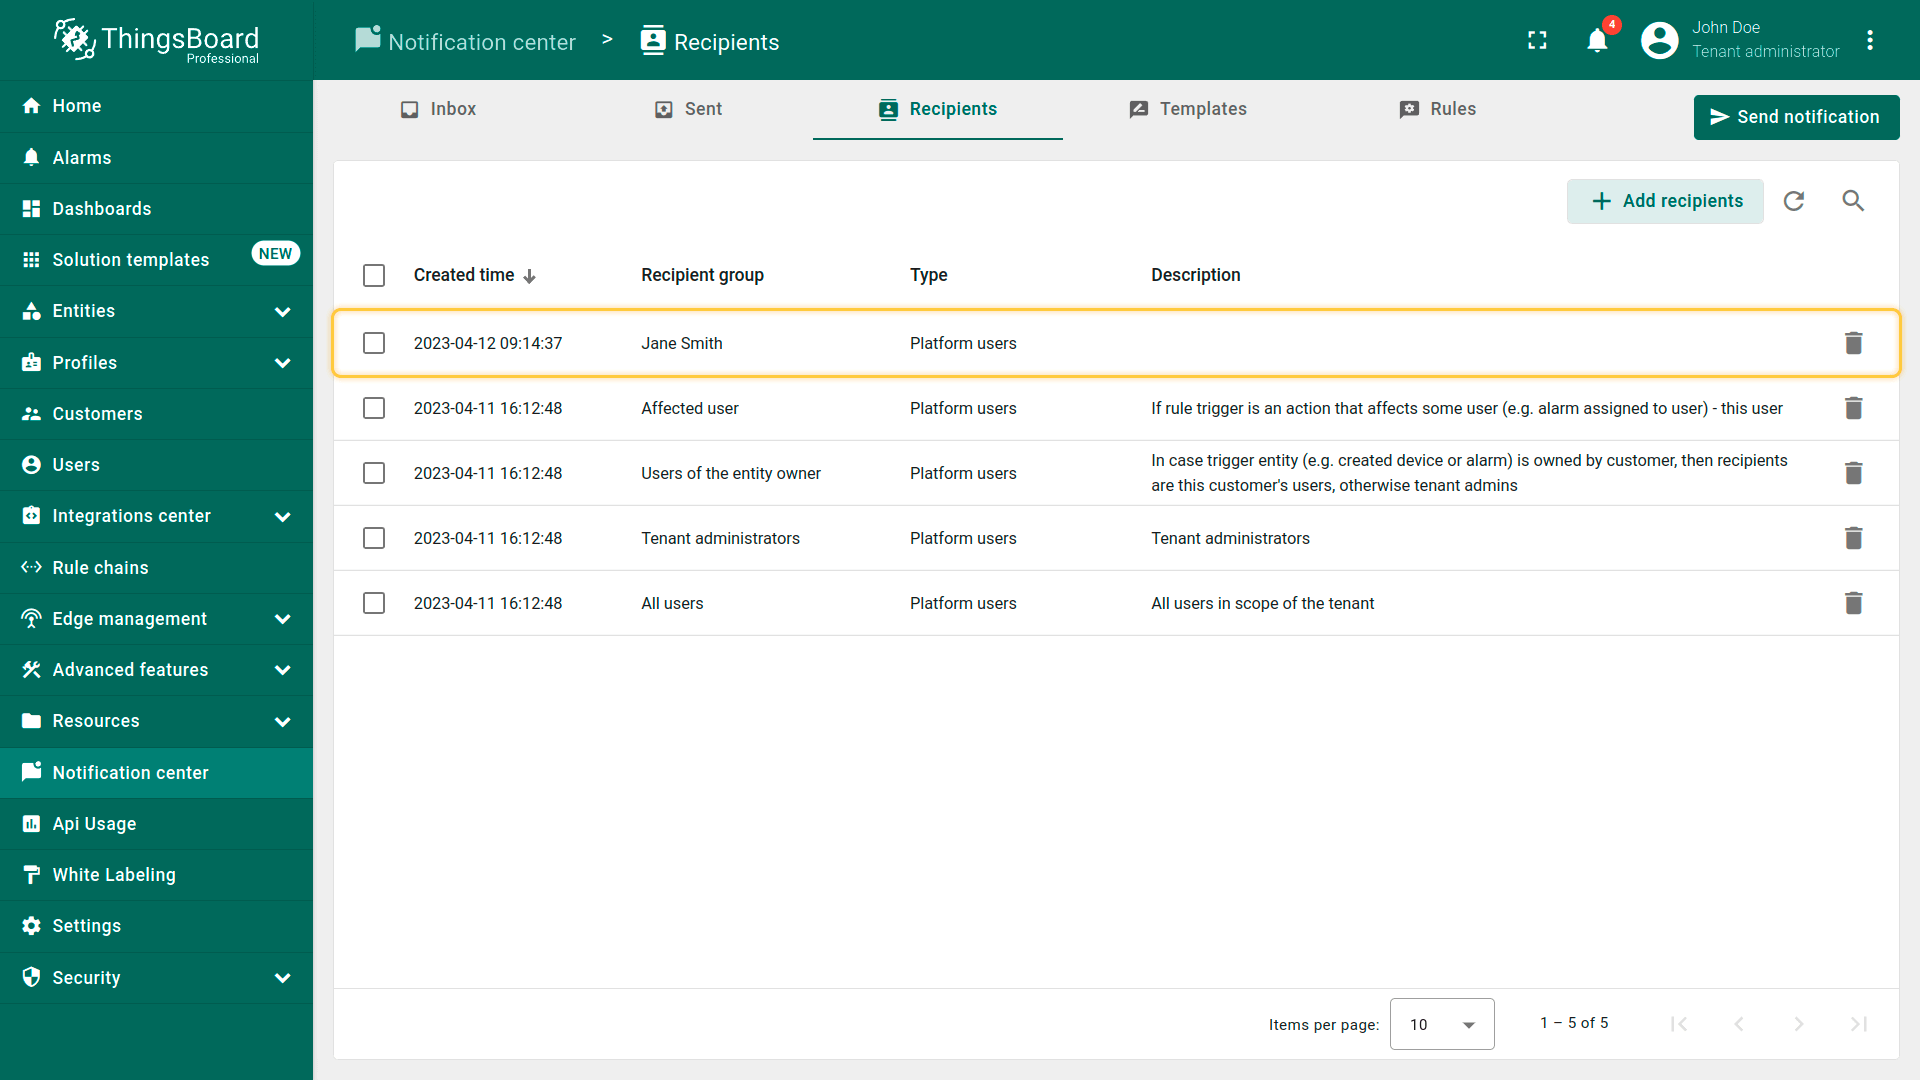 ThingsBoard
Professional
Notification center > Recipients
4
John Doe
Tenant administrator
Home
Alarms
Dashboards
Solution templates NEW
Entities
Profiles
Customers
Users
Integrations center
Rule chains
Edge management
Advanced features
Resources
Notification center
Api Usage
White Labeling
Settings
Security
Inbox Sent Recipients Templates Rules
Send notification
Add recipients
Created time Recipient group Type Description
2023-04-12 09:14:37 Jane Smith Platform users
2023-04-11 16:12:48 Affected user Platform users If rule trigger is an action that affects some user (e.g. alarm assigned to user) - this user
2023-04-11 16:12:48 Users of the entity owner Platform users In case trigger entity (e.g. created device or alarm) is owned by customer, then recipients
are this customer's users, otherwise tenant admins
2023-04-11 16:12:48 Tenant administrators Platform users Tenant administrators
2023-04-11 16:12:48 All users Platform users All users in scope of the tenant
Items per page: 10 1 – 5 of 5